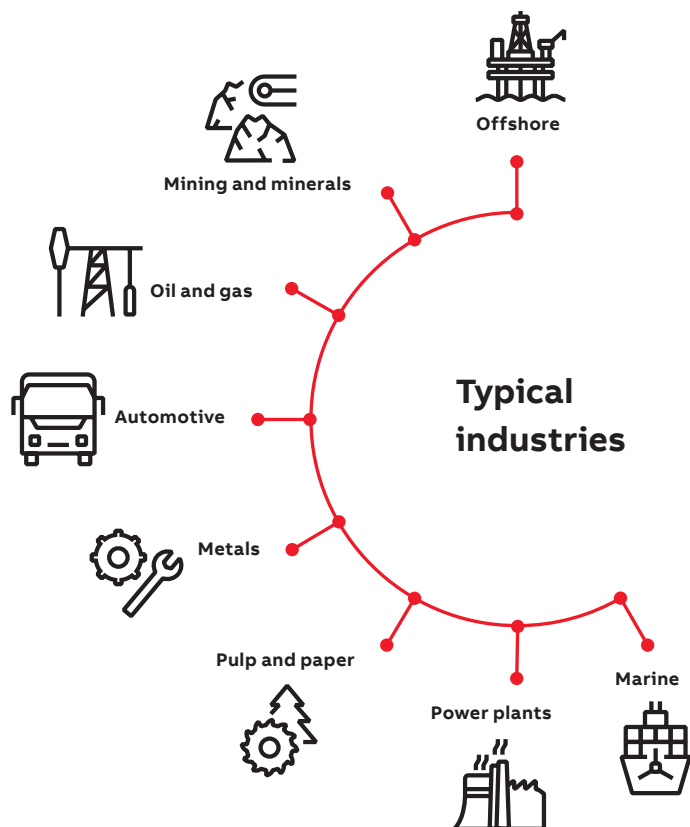 Offshore
Mining and minerals
Oil and gas
Automotive
Typical
industries
Metals
Pulp and paper
Marine
Power plants